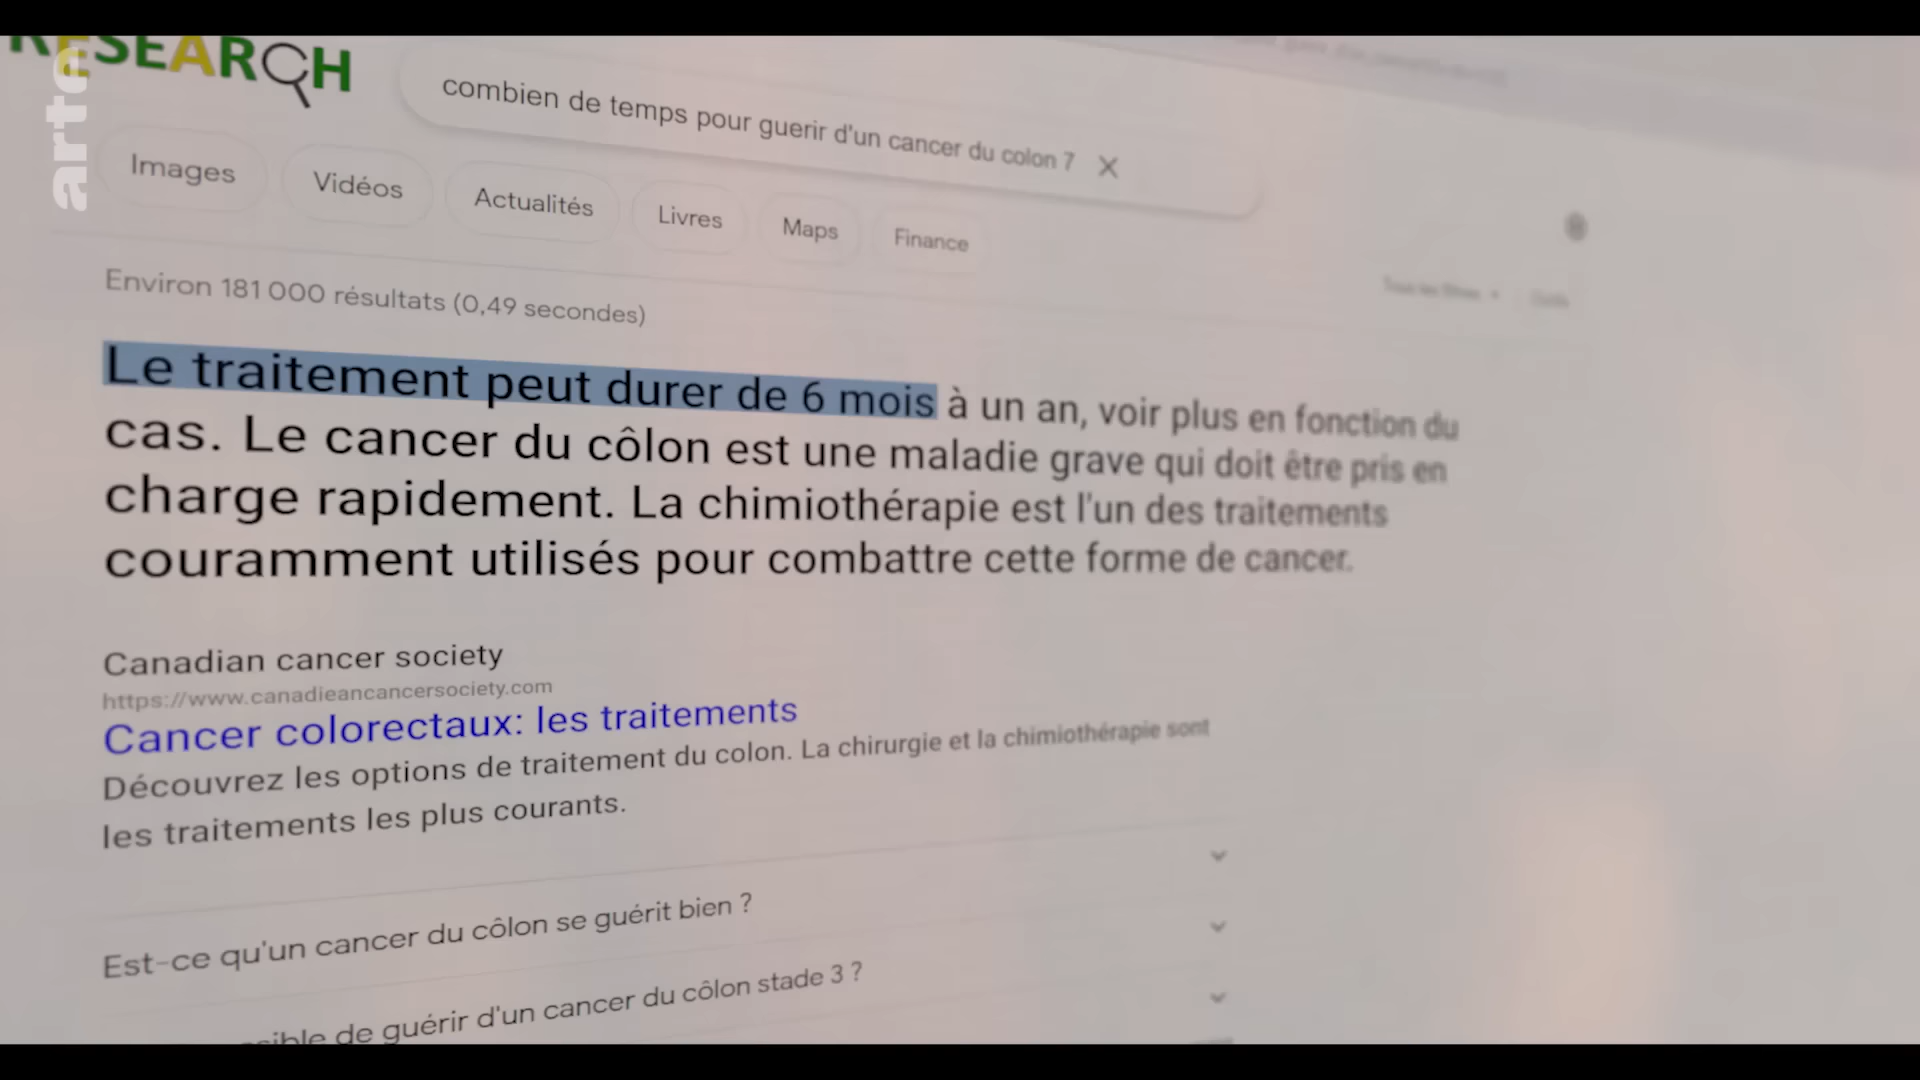 RESEARCH
arte
combien de temps pour guerir d'un cancer du colon 7
Images Vidéos Actualités Livres Maps Finance
Environ 181 000 résultats (0,49 secondes)
Le traitement peut durer de 6 mois à un an, voir plus en fonction du
cas. Le cancer du côlon est une maladie grave qui doit être pris en
charge rapidement. La chimiothérapie est l'un des traitements
couramment utilisés pour combattre cette forme de cancer.
Canadian cancer society
https://www.canadieancancersociety.com
Cancer colorectaux: les traitements
Découvrez les options de traitement du colon. La chirurgie et la chimiothérapie sont
les traitements les plus courants.
Est-ce qu'un cancer du côlon se guérit bien ?
de guérir d'un cancer du côlon stade 3 ?